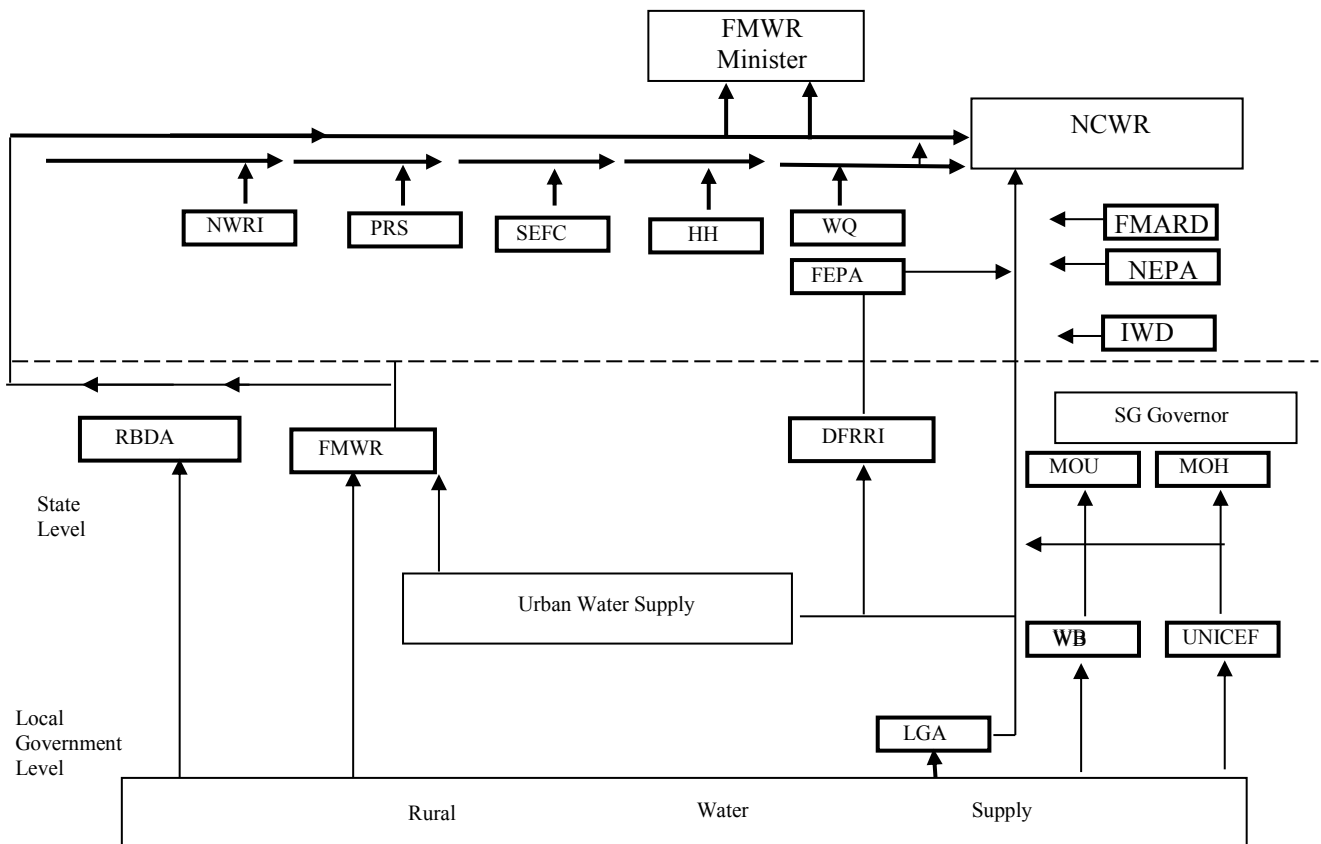 FMWR
Minister
NCWR
NWRI
PRS
SEFC
HH
WQ
FMARD
FEPA
NEPA
IWD
SG Governor
RBDA
FMWR
DFRRI
MOU
MOH
State
Level
Urban Water Supply
WB
UNICEF
Local
Government
Level
LGA
Rural Water Supply